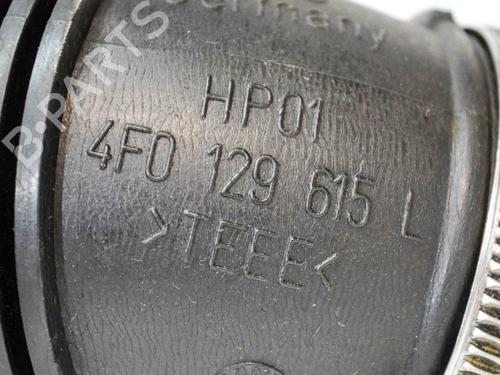 Germany
HP01
4F0 129 615 L
>TEEE<
B-PARTS